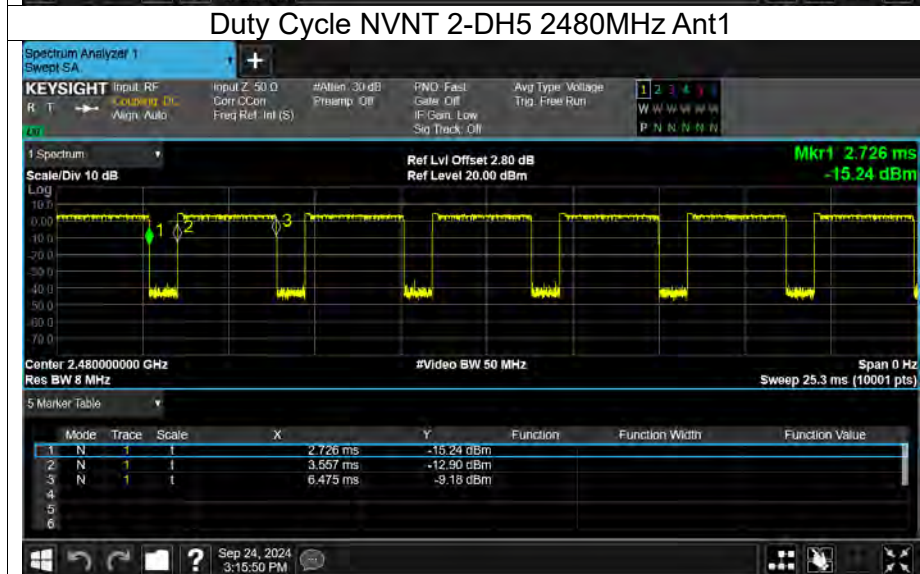 Duty Cycle NVNT 2-DH5 2480MHz Ant1
Spectrum Analyzer 1
Swept SA
+
KEYSIGHT Input: RF Input Z: 50 Ω #Atten: 30 dB PNO: Fast Avg Type: Voltage 1 2 3 4 5 6
R T Coupling: DC Corr CCorr Preamp: Off Gate: Off Trig: Free Run W W W W W W
Align: Auto Freq Ref: Int (S) IF Gain: Low
Sig Track: Off P N N N N N
1 Spectrum Ref Lvl Offset 2.80 dB Mkr1 2.726 ms
Scale/Div 10 dB Ref Level 20.00 dBm -15.24 dBm
Log
10.0
0.00
-10.0
-20.0
-30.0
-40.0
-50.0
-60.0
-70.0
1 2 3
Center 2.480000000 GHz #Video BW 50 MHz Span 0 Hz
Res BW 8 MHz Sweep 25.3 ms (10001 pts)
5 Marker Table
Mode Trace Scale X Y Function Function Width Function Value
1 N 1 t 2.726 ms -15.24 dBm
2 N 1 t 3.557 ms -12.90 dBm
3 N 1 t 6.475 ms -9.18 dBm
4
5
6
? Sep 24, 2024
3:15:50 PM